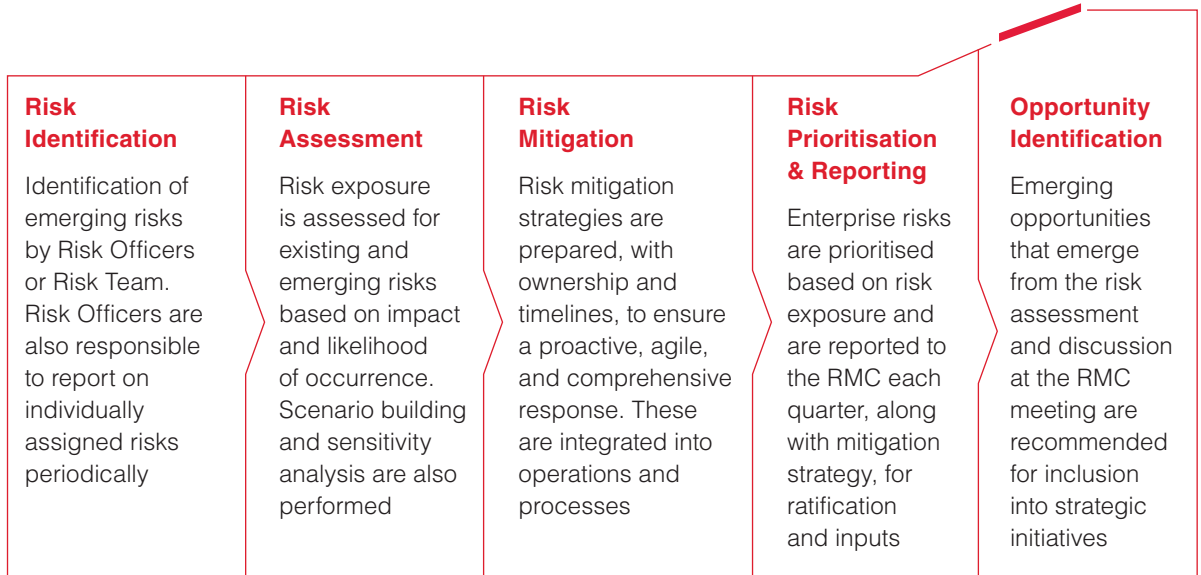 Risk
Identification
Identification of
emerging risks
by Risk Officers
or Risk Team.
Risk Officers are
also responsible
to report on
individually
assigned risks
periodically
Risk
Assessment
Risk exposure
is assessed for
existing and
emerging risks
based on impact
and likelihood
of occurrence.
Scenario building
and sensitivity
analysis are also
performed
Risk
Mitigation
Risk mitigation
strategies are
prepared, with
ownership and
timelines, to ensure
a proactive, agile,
and comprehensive
response. These
are integrated into
operations and
processes
Risk
Prioritisation
& Reporting
Enterprise risks
are prioritised
based on risk
exposure and
are reported to
the RMC each
quarter, along
with mitigation
strategy, for
ratification
and inputs
Opportunity
Identification
Emerging
opportunities
that emerge
from the risk
assessment
and discussion
at the RMC
meeting are
recommended
for inclusion
into strategic
initiatives